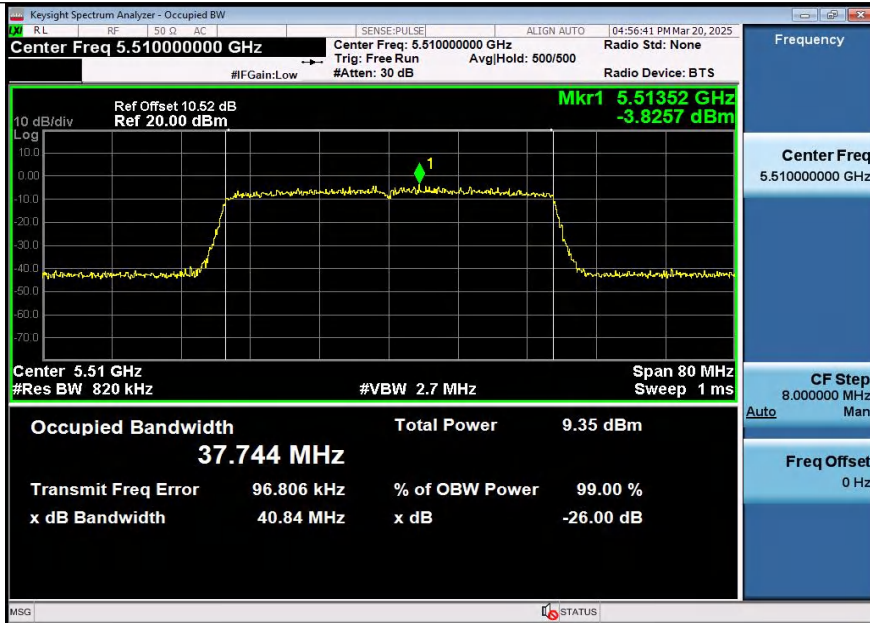 Keysight Spectrum Analyzer - Occupied BW
LXI RL RF 50 Ω AC SENSE:PULSE ALIGN AUTO 04:56:41 PM Mar 20, 2025
Center Freq 5.510000000 GHz
Center Freq: 5.510000000 GHz
Radio Std: None
Trig: Free Run Avg|Hold: 500/500
#IFGain:Low #Atten: 30 dB Radio Device: BTS
Ref Offset 10.52 dB
10 dB/div Ref 20.00 dBm
Mkr1 5.51352 GHz
-3.8257 dBm
Log
10.0
0.00
-10.0
-20.0
-30.0
-40.0
-50.0
-60.0
-70.0
1
Center 5.51 GHz Span 80 MHz
#Res BW 820 kHz #VBW 2.7 MHz Sweep 1 ms
Occupied Bandwidth Total Power 9.35 dBm
37.744 MHz
Transmit Freq Error 96.806 kHz % of OBW Power 99.00 %
x dB Bandwidth 40.84 MHz x dB -26.00 dB
MSG STATUS
Frequency
Center Freq
5.510000000 GHz
CF Step
8.000000 MHz
Auto Man
Freq Offset
0 Hz